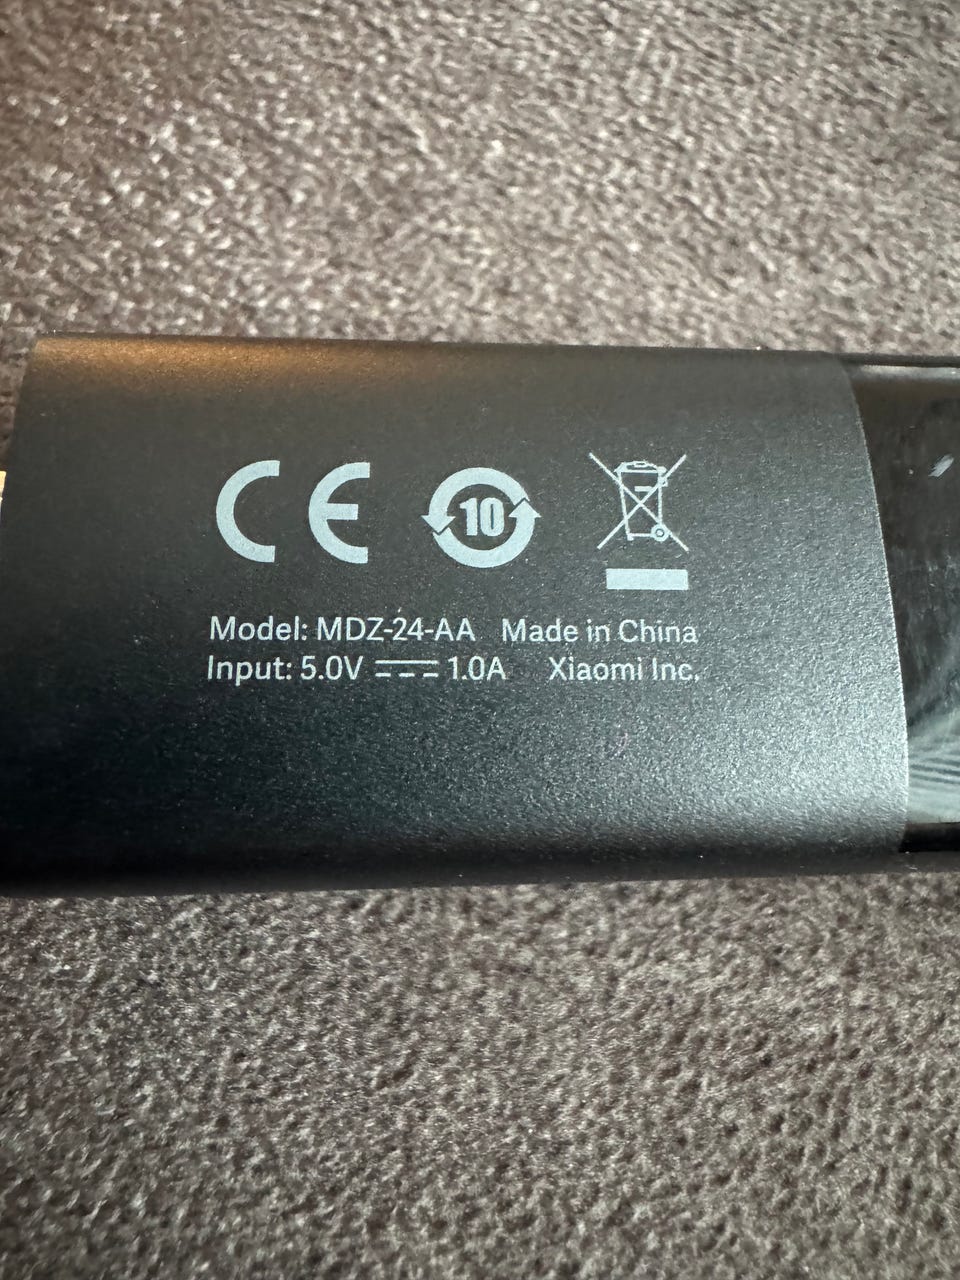 CE 10
Model: MDZ-24-AA Made in China
Input: 5.0V ⎓ 1.0A Xiaomi Inc.